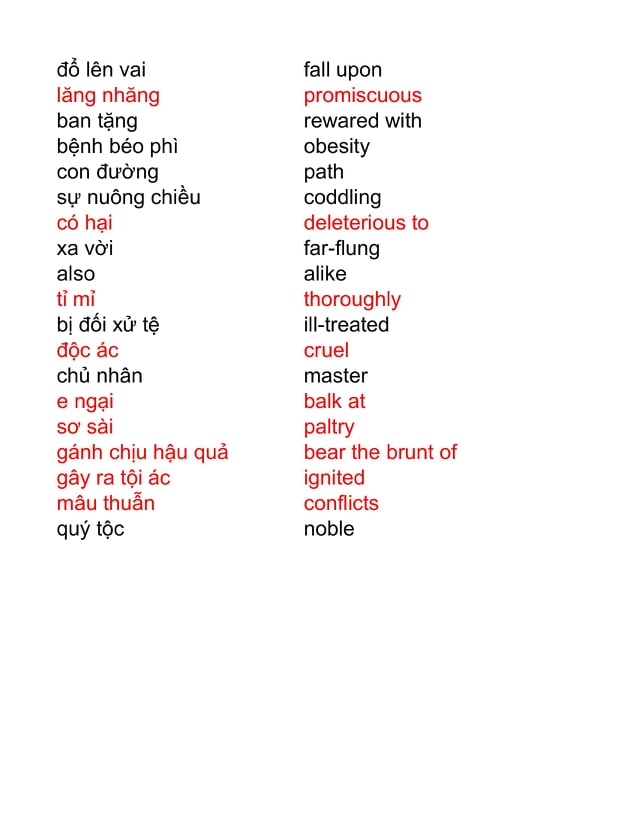 đổ lên vai fall upon
lăng nhăng promiscuous
ban tặng rewared with
bệnh béo phì obesity
con đường path
sự nuông chiều coddling
có hại deleterious to
xa vời far-flung
also alike
tỉ mỉ thoroughly
bị đối xử tệ ill-treated
độc ác cruel
chủ nhân master
e ngại balk at
sơ sài paltry
gánh chịu hậu quả bear the brunt of
gây ra tội ác ignited
mâu thuẫn conflicts
quý tộc noble